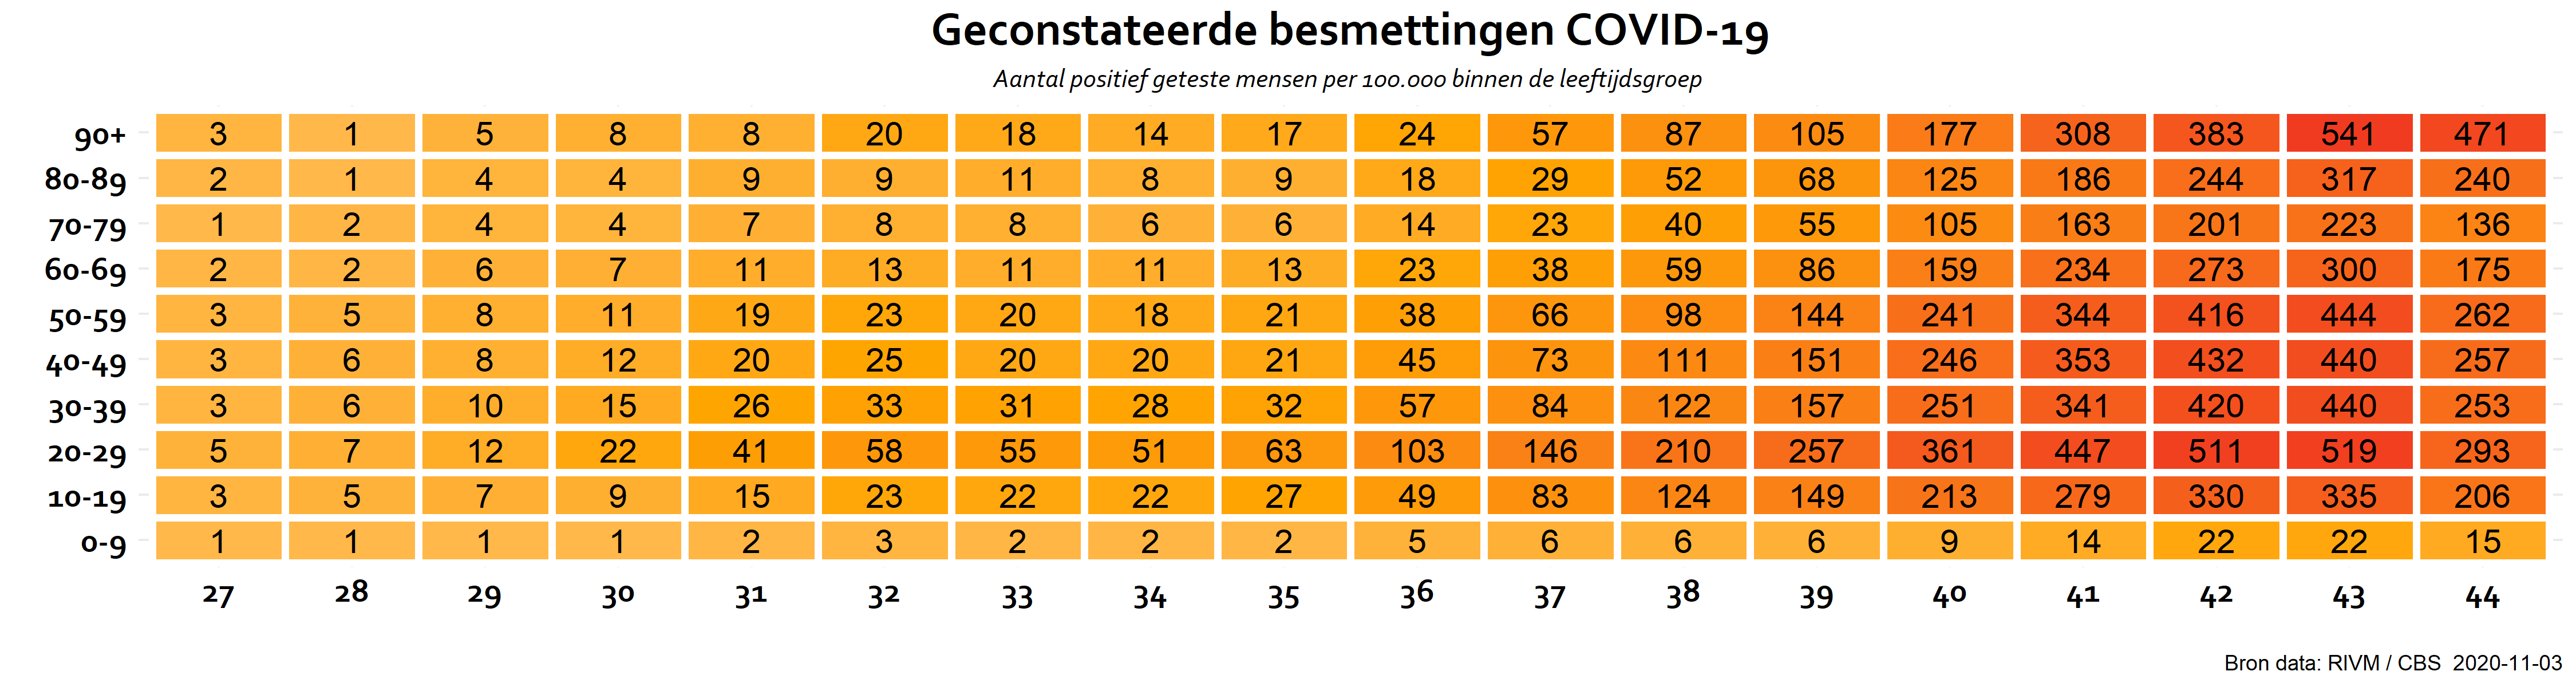 Geconstateerde besmettingen COVID-19
Aantal positief geteste mensen per 100.000 binnen de leeftijdsgroep
90+ 3 1 5 8 8 20 18 14 17 24 57 87 105 177 308 383 541 471
80-89 2 1 4 4 9 9 11 8 9 18 29 52 68 125 186 244 317 240
70-79 1 2 4 4 7 8 8 6 6 14 23 40 55 105 163 201 223 136
60-69 2 2 6 7 11 13 11 11 13 23 38 59 86 159 234 273 300 175
50-59 3 5 8 11 19 23 20 18 21 38 66 98 144 241 344 416 444 262
40-49 3 6 8 12 20 25 20 20 21 45 73 111 151 246 353 432 440 257
30-39 3 6 10 15 26 33 31 28 32 57 84 122 157 251 341 420 440 253
20-29 5 7 12 22 41 58 55 51 63 103 146 210 257 361 447 511 519 293
10-19 3 5 7 9 15 23 22 22 27 49 83 124 149 213 279 330 335 206
0-9 1 1 1 1 2 3 2 2 2 5 6 6 6 9 14 22 22 15
27 28 29 30 31 32 33 34 35 36 37 38 39 40 41 42 43 44
Bron data: RIVM / CBS 2020-11-03